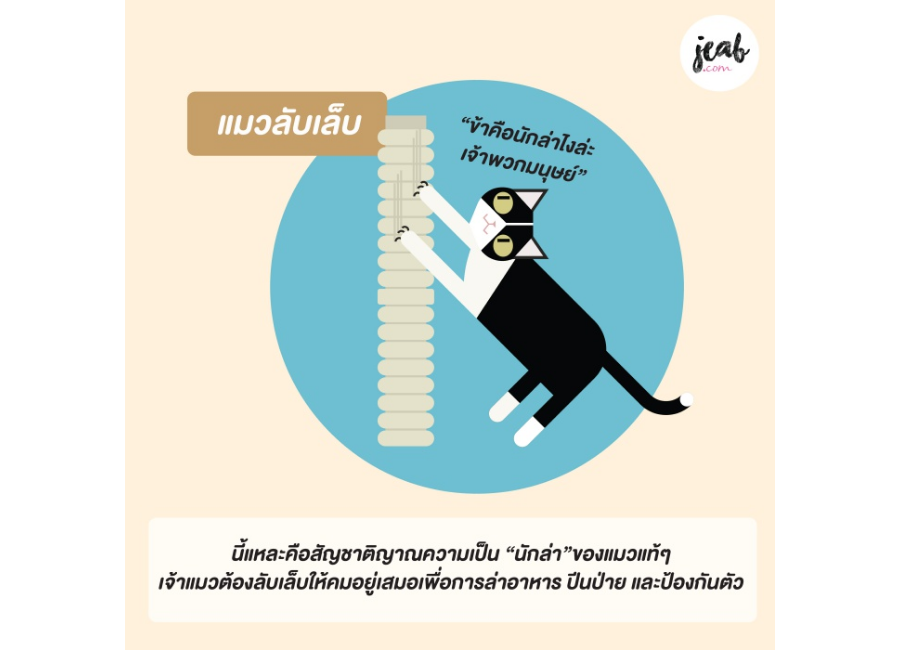 jeab
.com
แมวลับเล็บ
“ข้าคือนักล่าไงล่ะ
เจ้าพวกมนุษย์”
นี้แหละคือสัญชาติญาณความเป็น “นักล่า”ของแมวแท้ๆ
เจ้าแมวต้องลับเล็บให้คมอยู่เสมอเพื่อการล่าอาหาร ปีนป่าย และป้องกันตัว